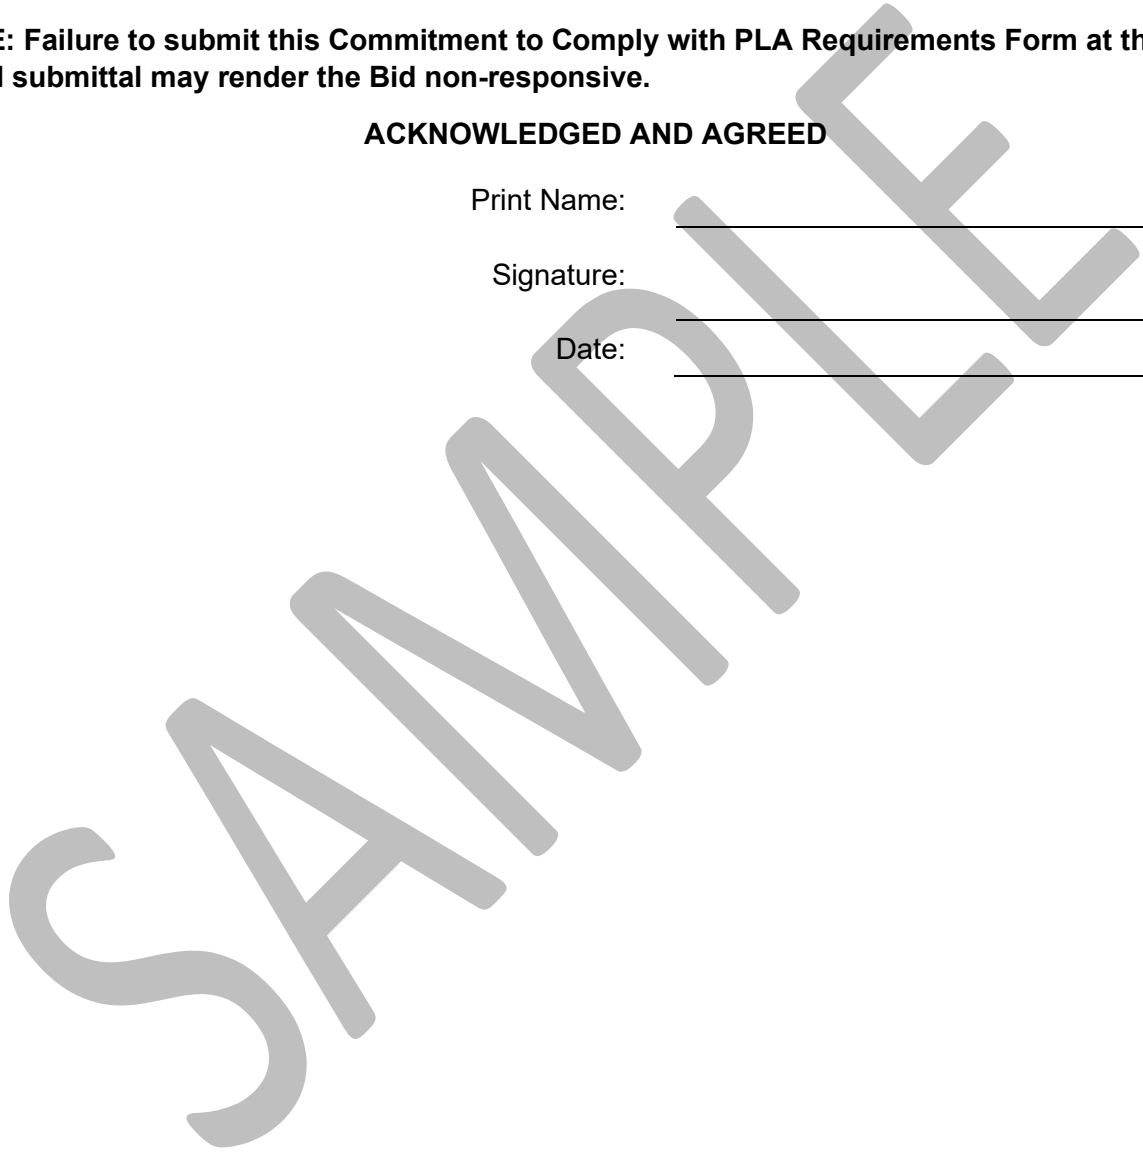 E: Failure to submit this Commitment to Comply with PLA Requirements Form at th
submittal may render the Bid non-responsive.
ACKNOWLEDGED AND AGREED
Print Name:
Signature:
Date:
SAMPLE